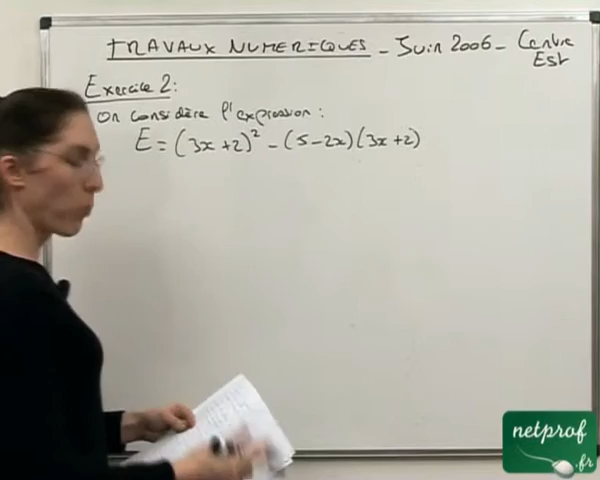 TRAVAUX NUMERIQUES - Juin 2006 - Centre
Est
Exercice 2:
On considère l'expression:
E = (3x+2)² - (5-2x)(3x+2)
netprof
.fr